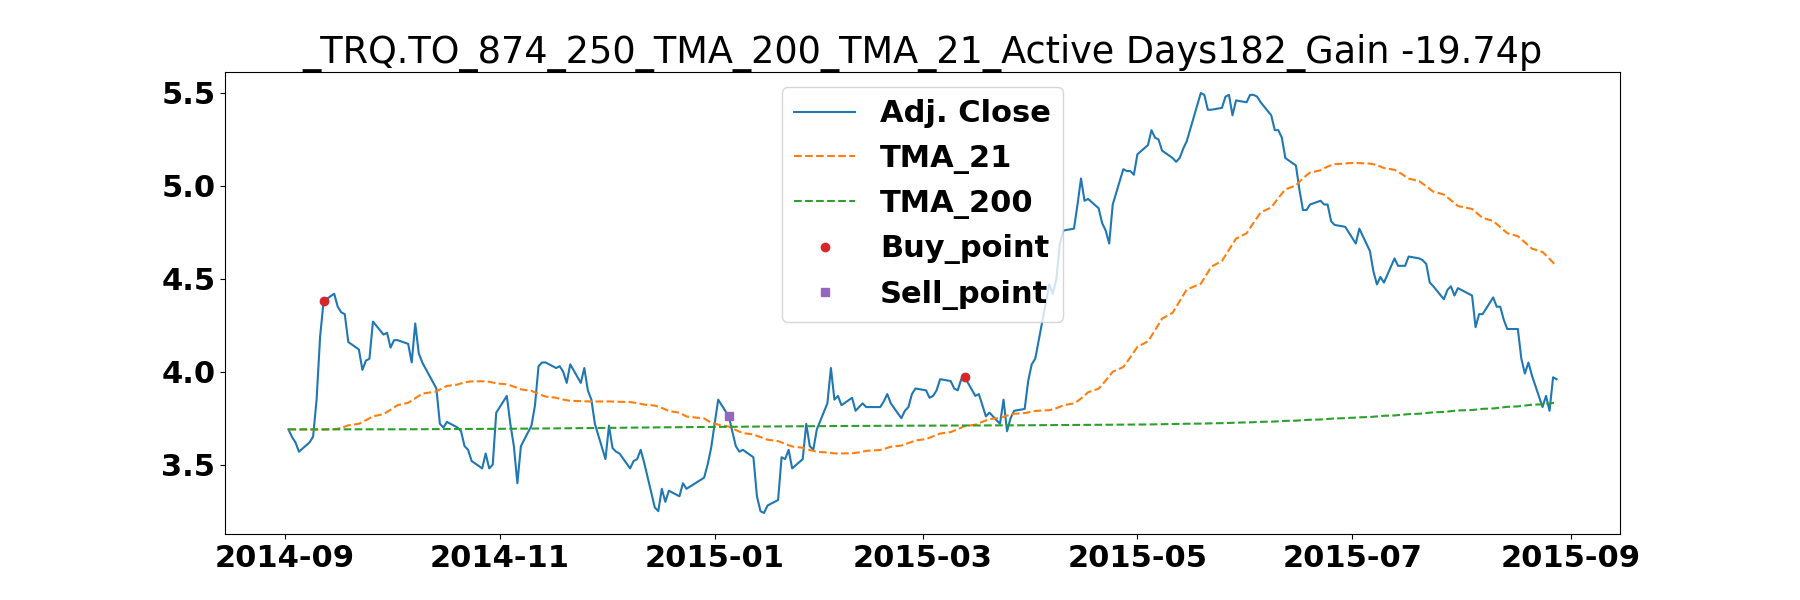 _TRQ.TO_874_250_TMA_200_TMA_21_Active Days182_Gain -19.74p
5.5
5.0
4.5
4.0
3.5
Adj. Close
TMA_21
TMA_200
Buy_point
Sell_point
2014-09 2014-11 2015-01 2015-03 2015-05 2015-07 2015-09